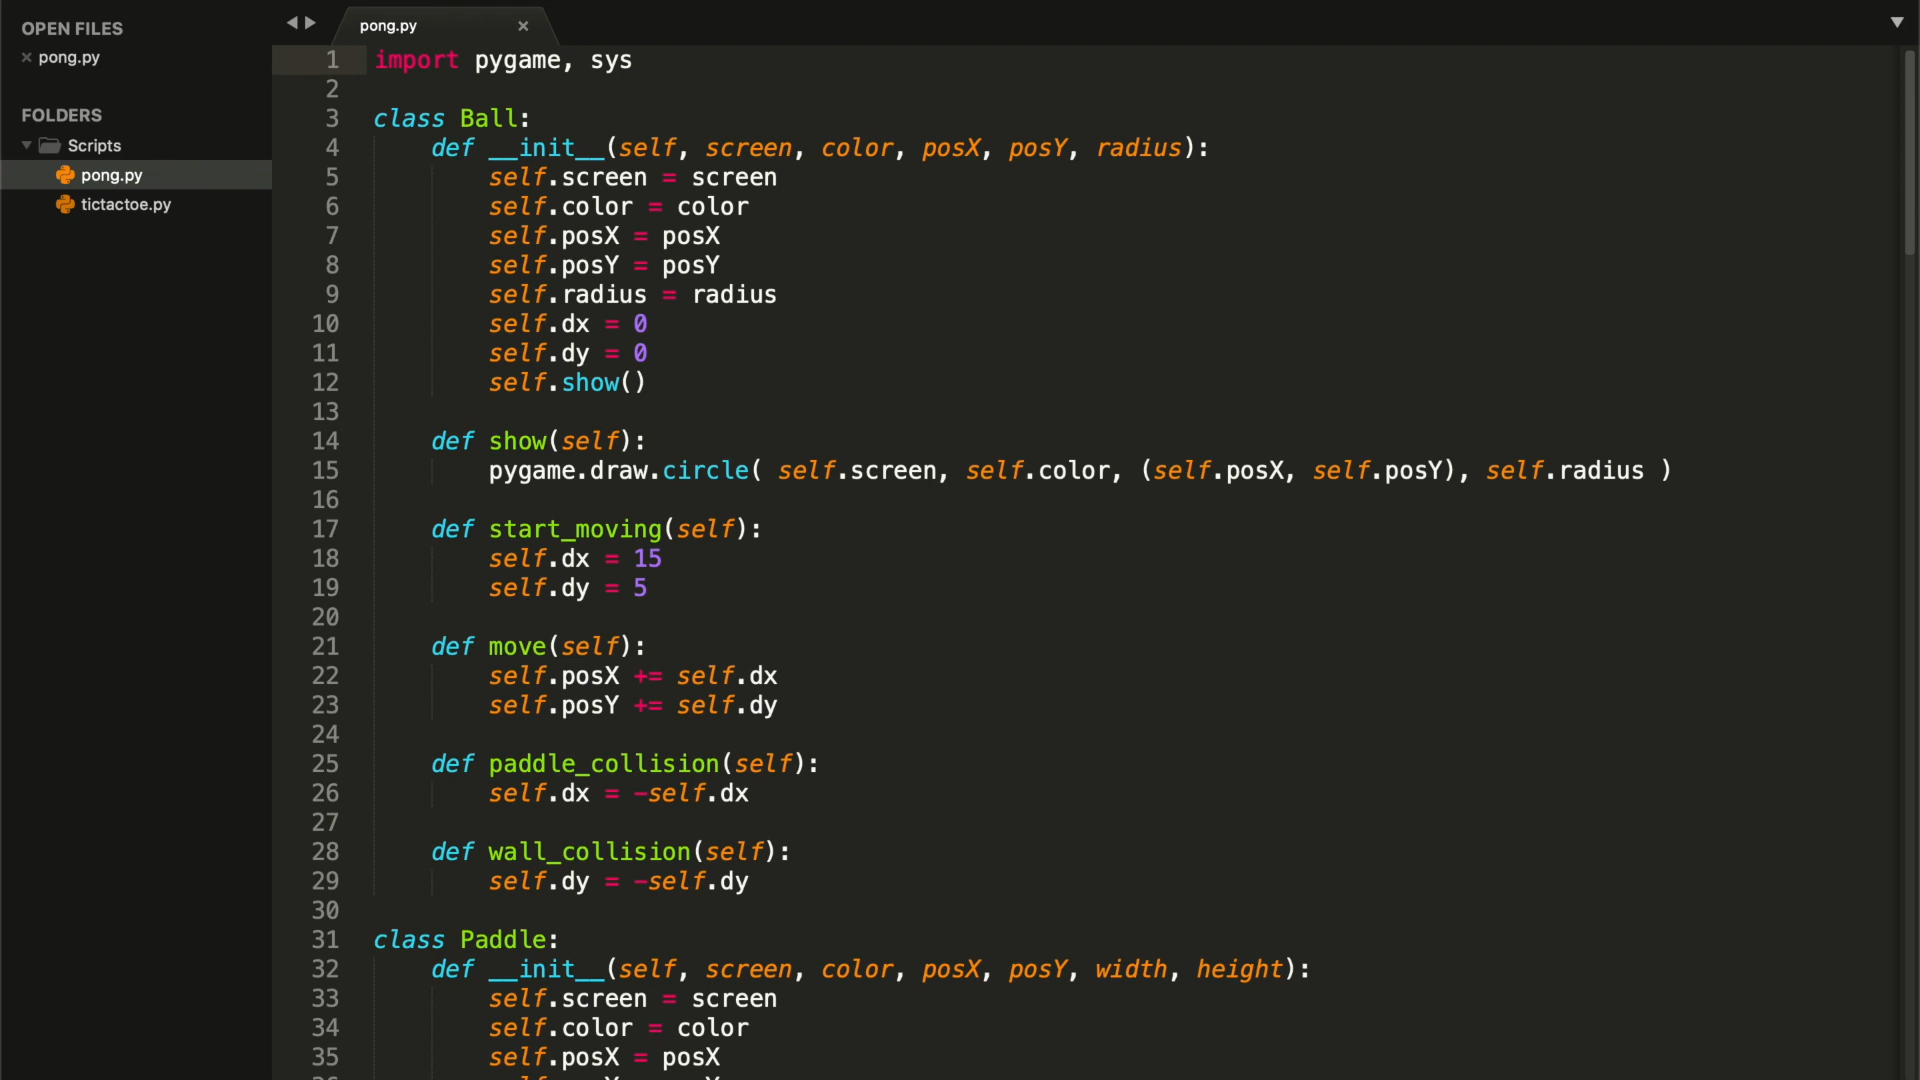 OPEN FILES
pong.py
FOLDERS
Scripts
pong.py
tictactoe.py
pong.py
1 import pygame, sys
2
3 class Ball:
4     def __init__(self, screen, color, posX, posY, radius):
5         self.screen = screen
6         self.color = color
7         self.posX = posX
8         self.posY = posY
9         self.radius = radius
10         self.dx = 0
11         self.dy = 0
12         self.show()
13
14     def show(self):
15         pygame.draw.circle( self.screen, self.color, (self.posX, self.posY), self.radius )
16
17     def start_moving(self):
18         self.dx = 15
19         self.dy = 5
20
21     def move(self):
22         self.posX += self.dx
23         self.posY += self.dy
24
25     def paddle_collision(self):
26         self.dx = -self.dx
27
28     def wall_collision(self):
29         self.dy = -self.dy
30
31 class Paddle:
32     def __init__(self, screen, color, posX, posY, width, height):
33         self.screen = screen
34         self.color = color
35         self.posX = posX